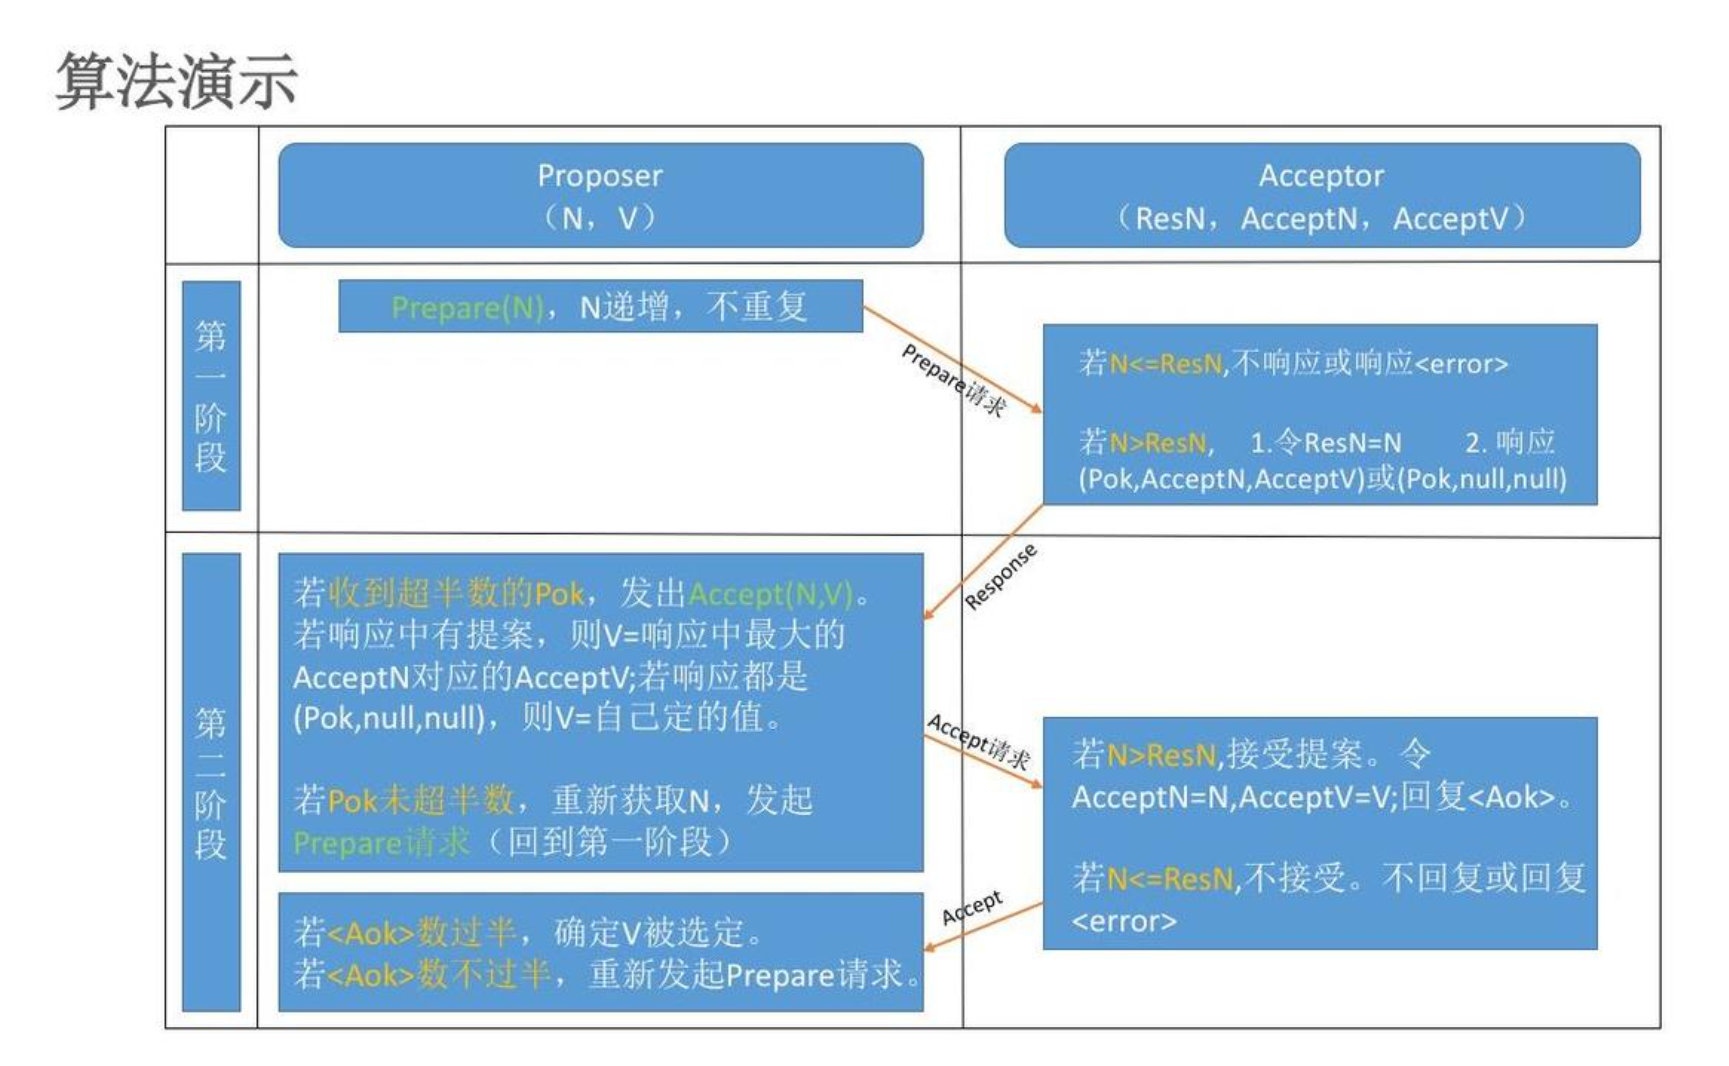 算法演示
Proposer
（N，V）
Acceptor
（ResN，AcceptN，AcceptV）
第一阶段
Prepare(N)，N递增，不重复
Prepare请求
若N<=ResN,不响应或响应<error>
若N>ResN, 1.令ResN=N 2. 响应
(Pok,AcceptN,AcceptV)或(Pok,null,null)
Response
第二阶段
若收到超半数的Pok，发出Accept(N,V)。
若响应中有提案，则V=响应中最大的
AcceptN对应的AcceptV;若响应都是
(Pok,null,null)，则V=自己定的值。
若Pok未超半数，重新获取N，发起
Prepare请求（回到第一阶段）
Accept请求
若N>ResN,接受提案。令
AcceptN=N,AcceptV=V;回复<Aok>。
若N<=ResN,不接受。不回复或回复
<error>
Accept
若<Aok>数过半，确定V被选定。
若<Aok>数不过半，重新发起Prepare请求。